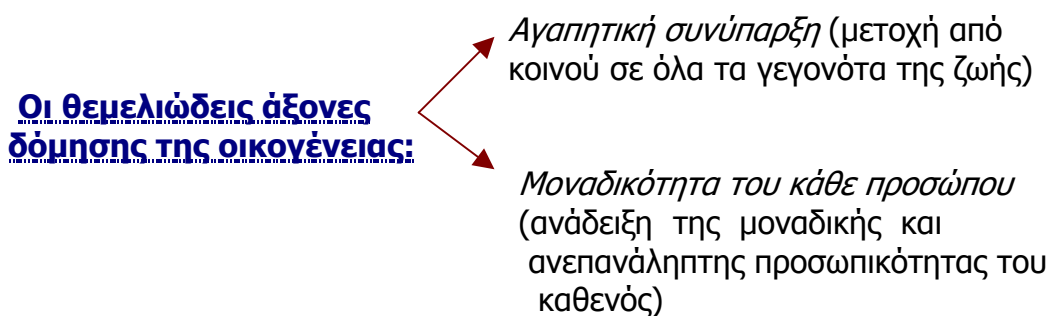 Οι θεμελιώδεις άξονες
δόμησης της οικογένειας:
Αγαπητική συνύπαρξη (μετοχή από
κοινού σε όλα τα γεγονότα της ζωής)
Μοναδικότητα του κάθε προσώπου
(ανάδειξη της μοναδικής και
ανεπανάληπτης προσωπικότητας του
καθενός)